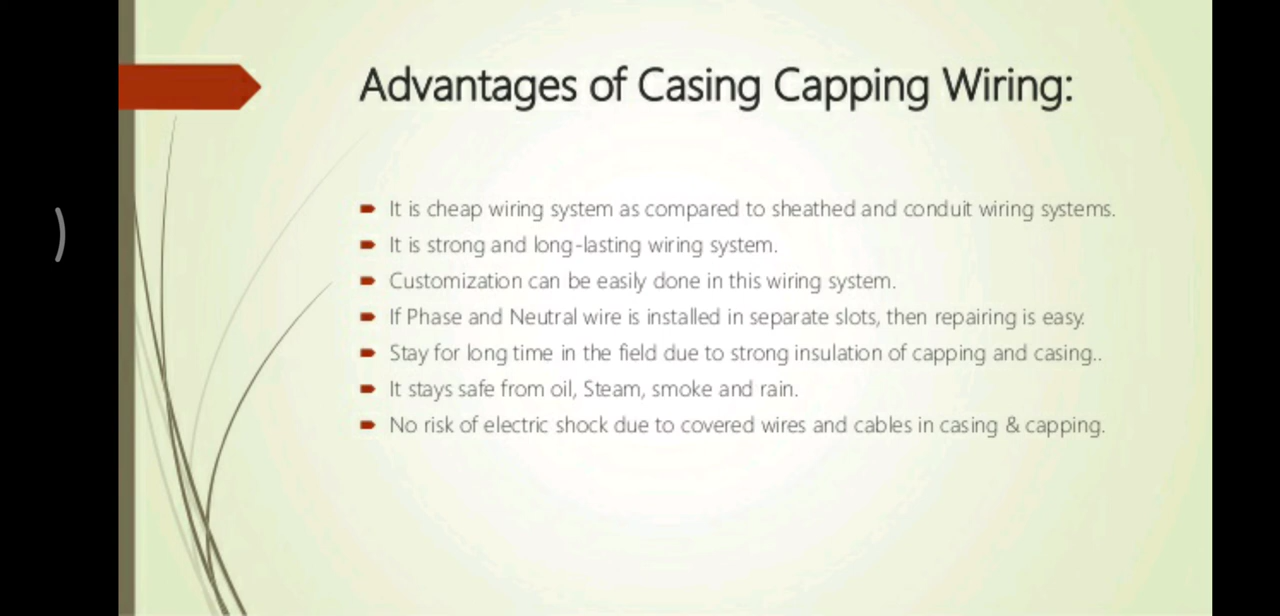 Advantages of Casing Capping Wiring:
It is cheap wiring system as compared to sheathed and conduit wiring systems.
It is strong and long-lasting wiring system.
Customization can be easily done in this wiring system.
If Phase and Neutral wire is installed in separate slots, then repairing is easy.
Stay for long time in the field due to strong insulation of capping and casing..
It stays safe from oil, Steam, smoke and rain.
No risk of electric shock due to covered wires and cables in casing & capping.